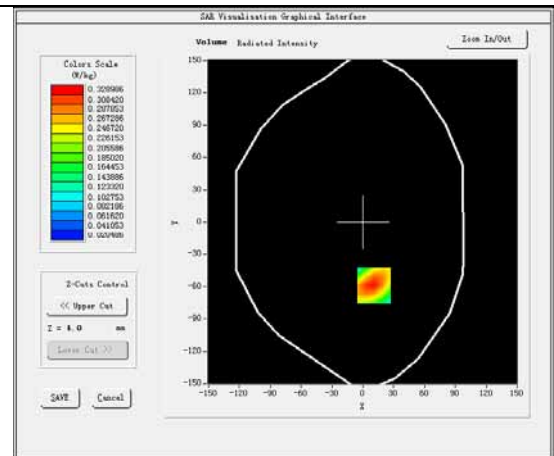 SAR Visualisation Graphical Interface
Volume Radiated Intensity
Zoom In/Out
Colors Scale
(W/kg)
0.328986
0.308420
0.287853
0.267286
0.246720
0.226153
0.205586
0.185020
0.164453
0.143886
0.123320
0.102753
0.082186
0.061620
0.041053
0.020486
Z-Cuts Control
<< Upper Cut
Z = 4.0 mm
Lower Cut >>
SAVE
Cancel
150
120
90
60
30
0
-30
-60
-90
-120
-150
Y
-150 -120 -90 -60 -30 0 30 60 90 120 150
X